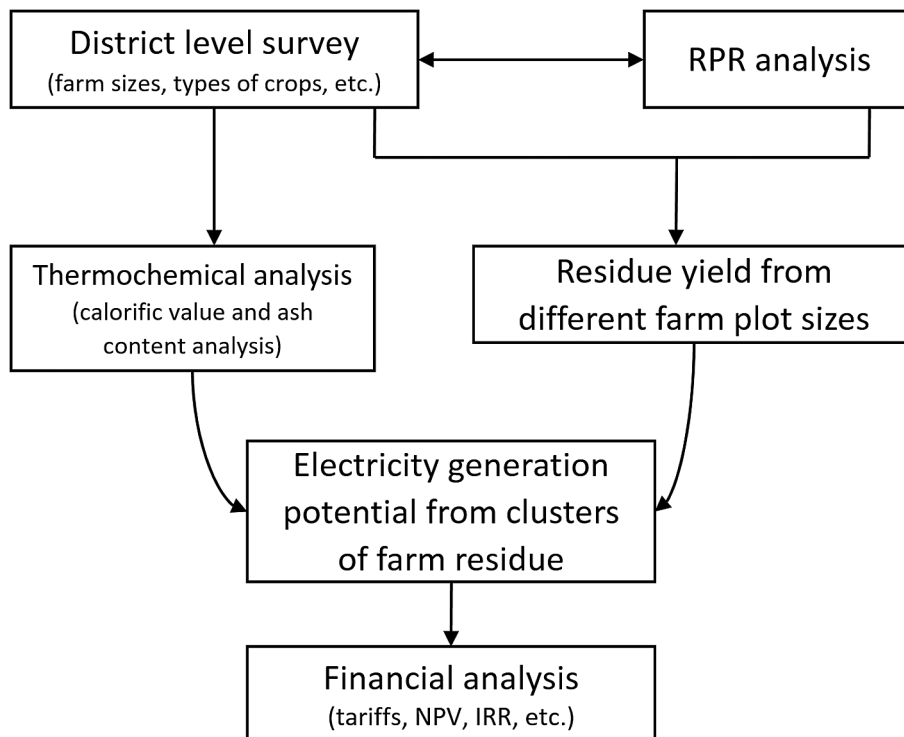 District level survey
(farm sizes, types of crops, etc.)
RPR analysis
Thermochemical analysis
(calorific value and ash
content analysis)
Residue yield from
different farm plot sizes
Electricity generation
potential from clusters
of farm residue
Financial analysis
(tariffs, NPV, IRR, etc.)